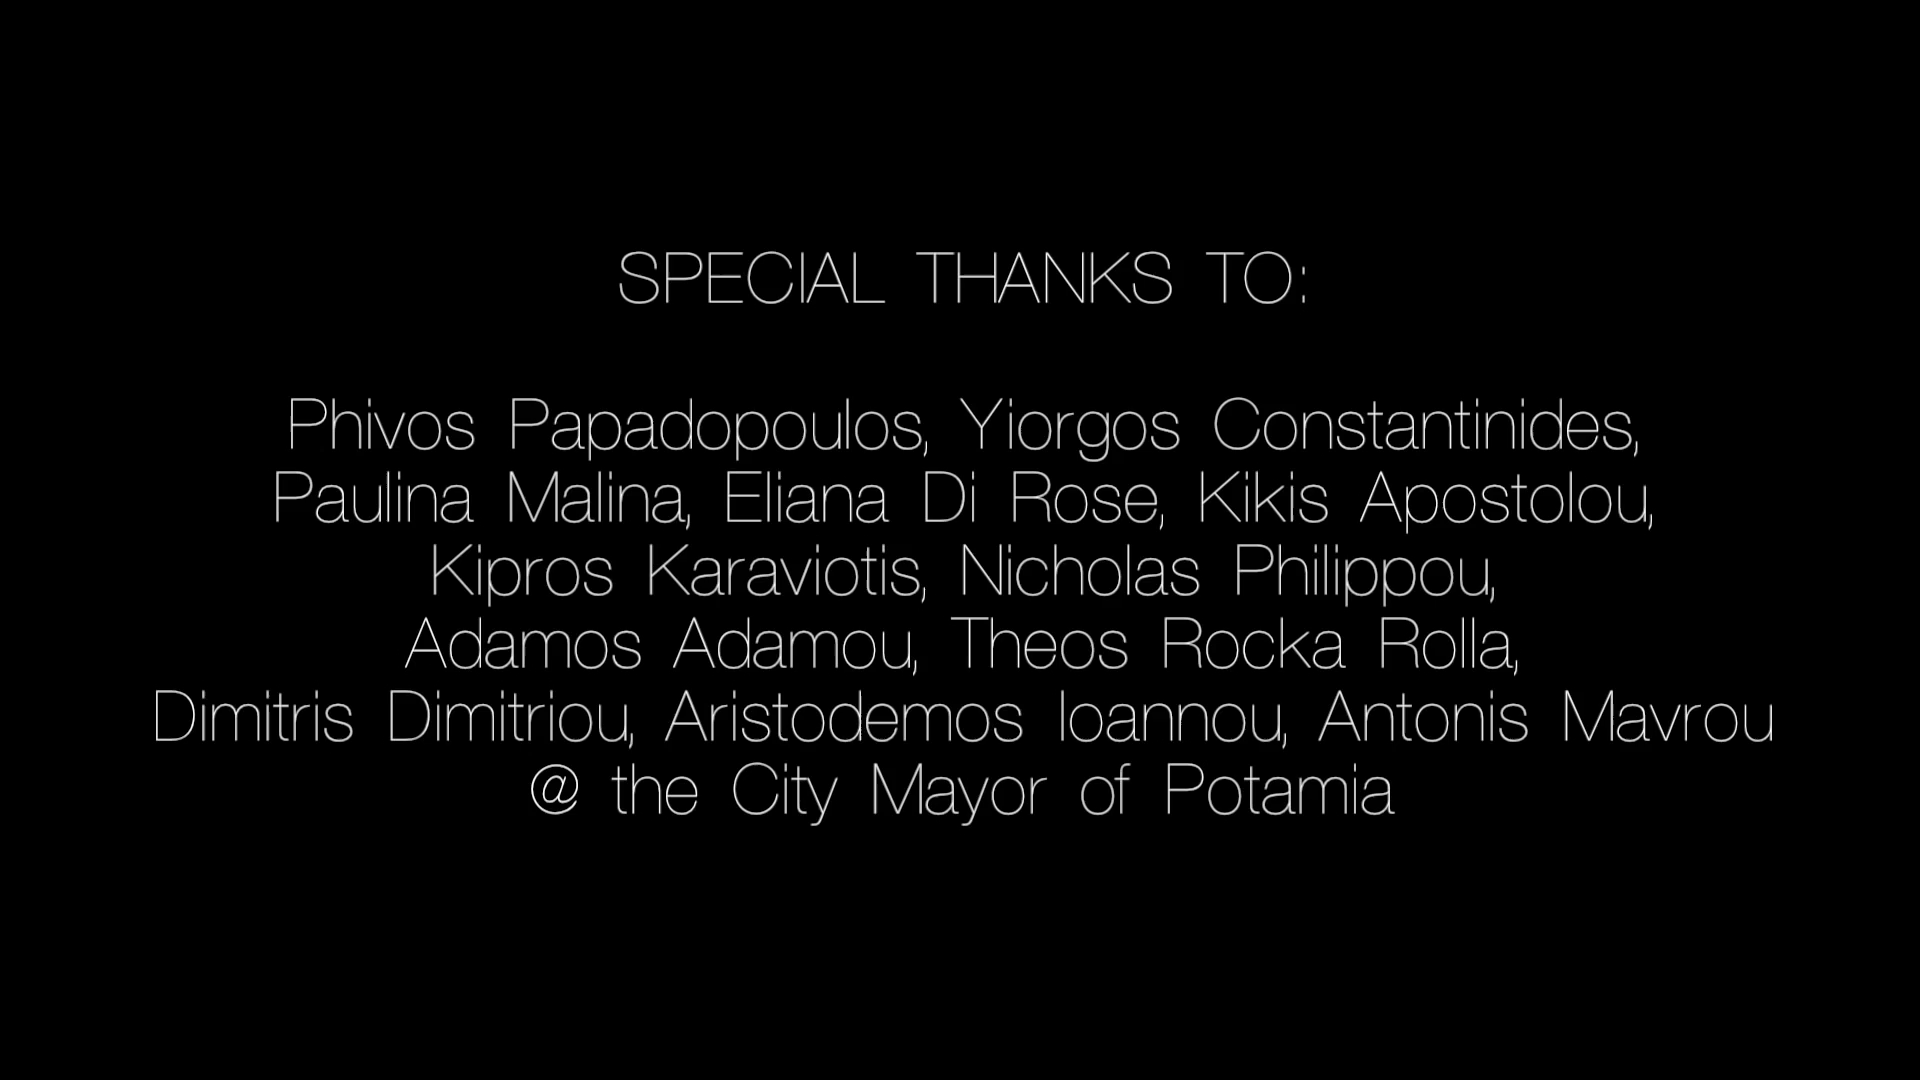 SPECIAL THANKS TO:
Phivos Papadopoulos, Yiorgos Constantinides,
Paulina Malina, Eliana Di Rose, Kikis Apostolou,
Kipros Karaviotis, Nicholas Philippou,
Adamos Adamou, Theos Rocka Rolla,
Dimitris Dimitriou, Aristodemos Ioannou, Antonis Mavrou
@ the City Mayor of Potamia